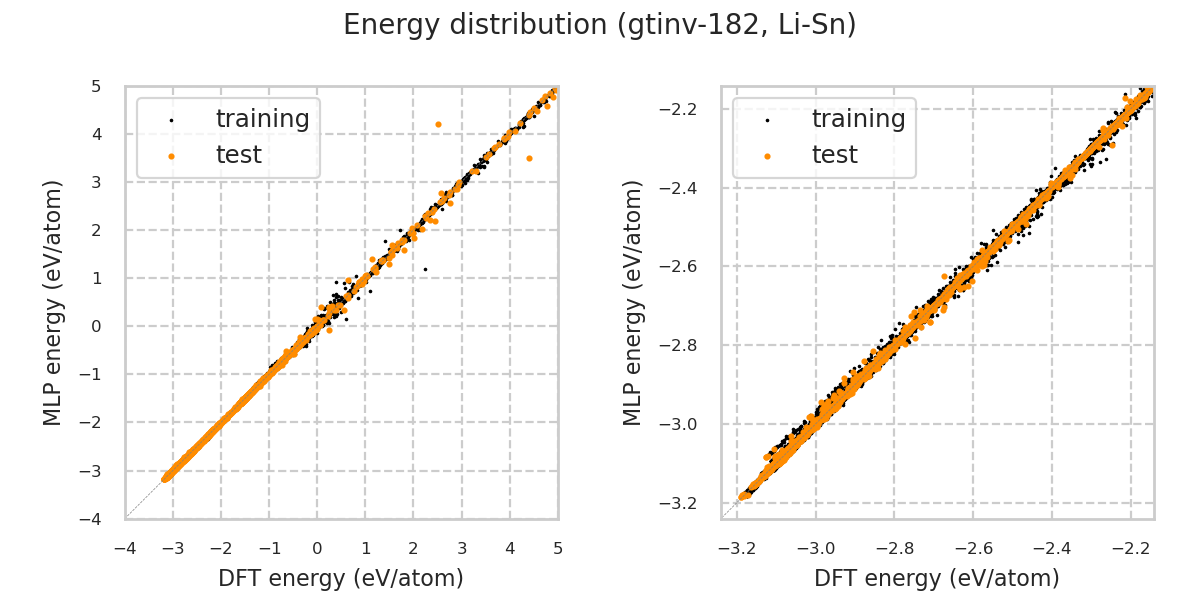 Energy distribution (gtinv-182, Li-Sn)
training
test
5
4
3
2
1
0
−1
−2
−3
−4
MLP energy (eV/atom)
−4 −3 −2 −1 0 1 2 3 4 5
DFT energy (eV/atom)
training
test
−2.2
−2.4
−2.6
−2.8
−3.0
−3.2
MLP energy (eV/atom)
−3.2 −3.0 −2.8 −2.6 −2.4 −2.2
DFT energy (eV/atom)